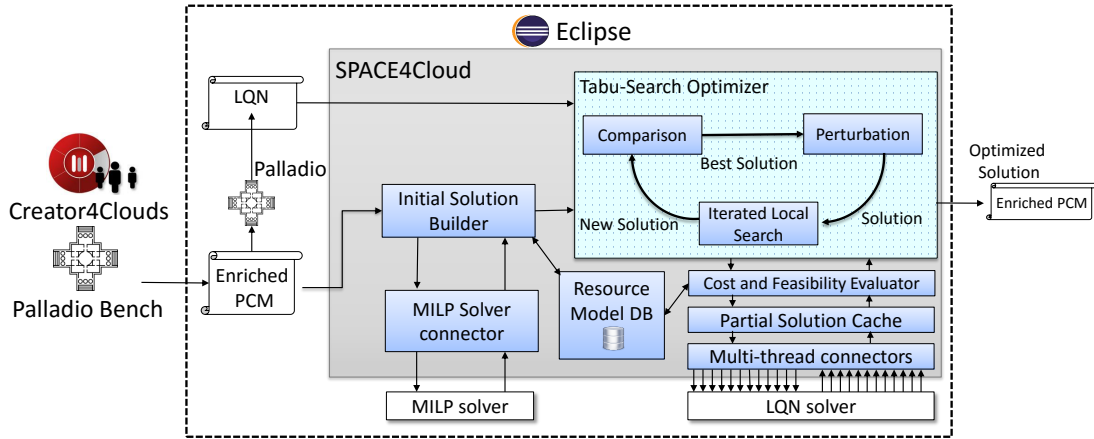 Eclipse
SPACE4Cloud
LQN
Tabu-Search Optimizer
Comparison
Perturbation
Best Solution
Palladio
Optimized
Solution
Enriched PCM
Creator4Clouds
Initial Solution
Builder
New Solution
Iterated Local
Search
Solution
Palladio Bench
Enriched
PCM
MILP Solver
connector
Resource
Model DB
Cost and Feasibility Evaluator
Partial Solution Cache
Multi-thread connectors
MILP solver
LQN solver